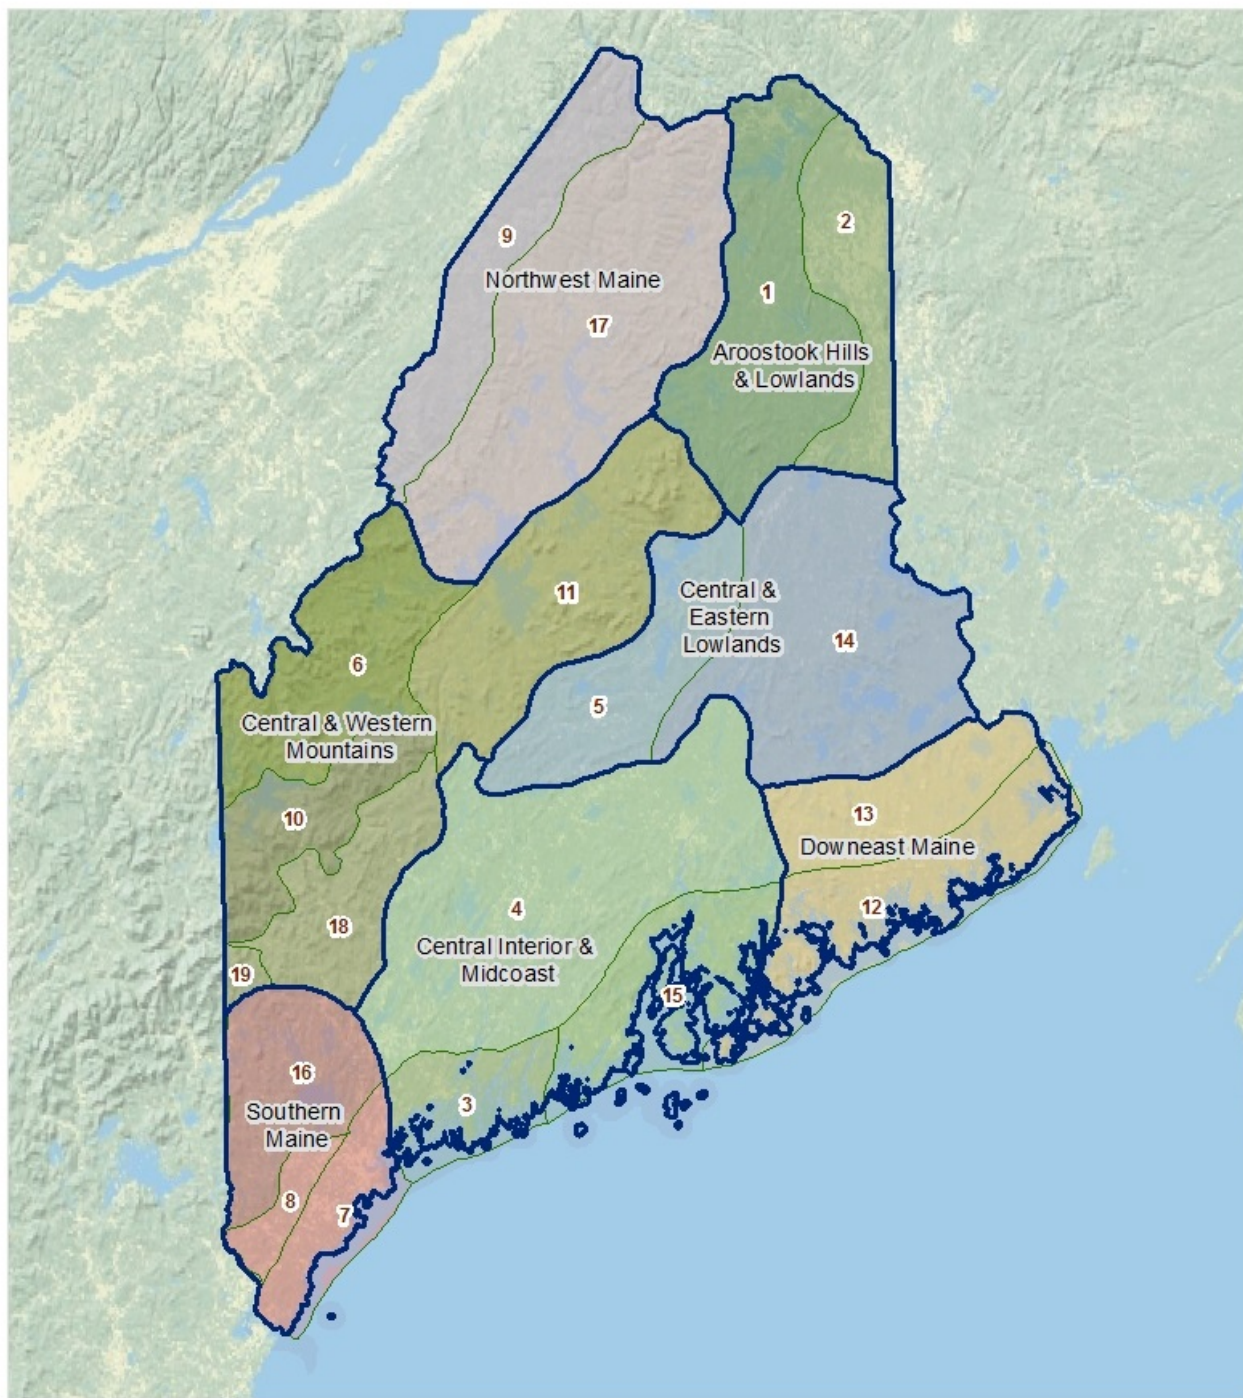 2
9
Northwest Maine
1
17
Aroostook Hills
& Lowlands
11
Central &
Eastern
Lowlands
14
6
5
Central & Western
Mountains
10
13
Downeast Maine
4
12
18
Central Interior &
Midcoast
19
15
16
3
Southern
Maine
8
7